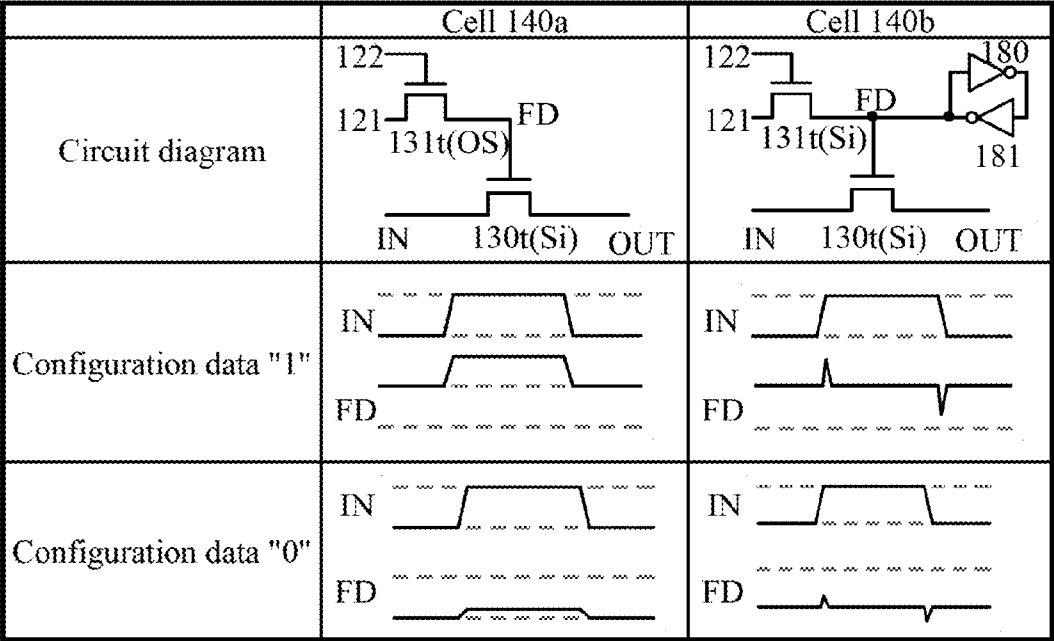 Cell 140a Cell 140b
Circuit diagram
122
121
131t(OS)
FD
IN 130t(Si) OUT
122
121
131t(Si)
FD
180
181
IN 130t(Si) OUT
Configuration data "1"
IN
FD
IN
FD
Configuration data "0"
IN
FD
IN
FD